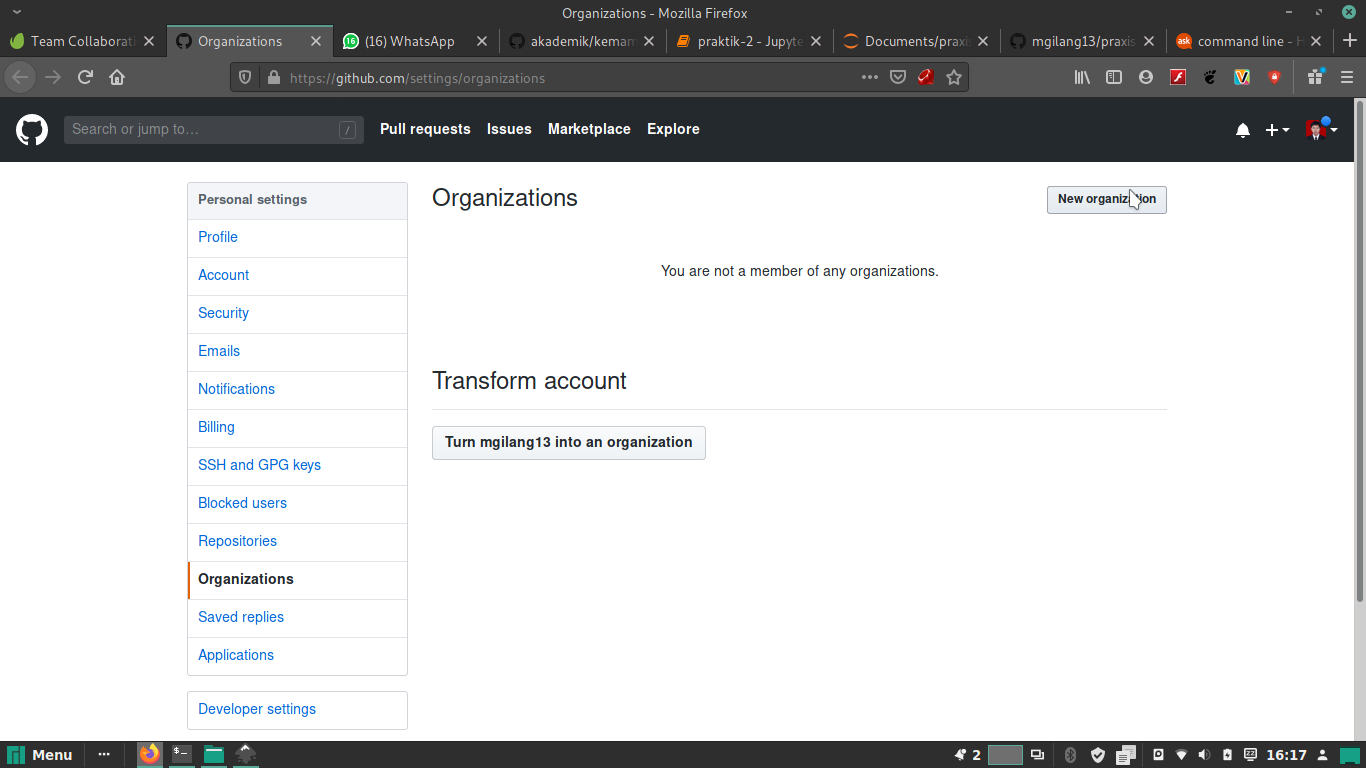 Organizations - Mozilla Firefox
Team Collaborati
Organizations
(16) WhatsApp
akademik/kemam
praktik-2 - Jupyte
Documents/praxis
mgilang13/praxis
command line - H
https://github.com/settings/organizations
Search or jump to…
/
Pull requests
Issues
Marketplace
Explore
Personal settings
Profile
Account
Security
Emails
Notifications
Billing
SSH and GPG keys
Blocked users
Repositories
Organizations
Saved replies
Applications
Developer settings
Organizations
New organization
You are not a member of any organizations.
Transform account
Turn mgilang13 into an organization
Menu
2
16:17